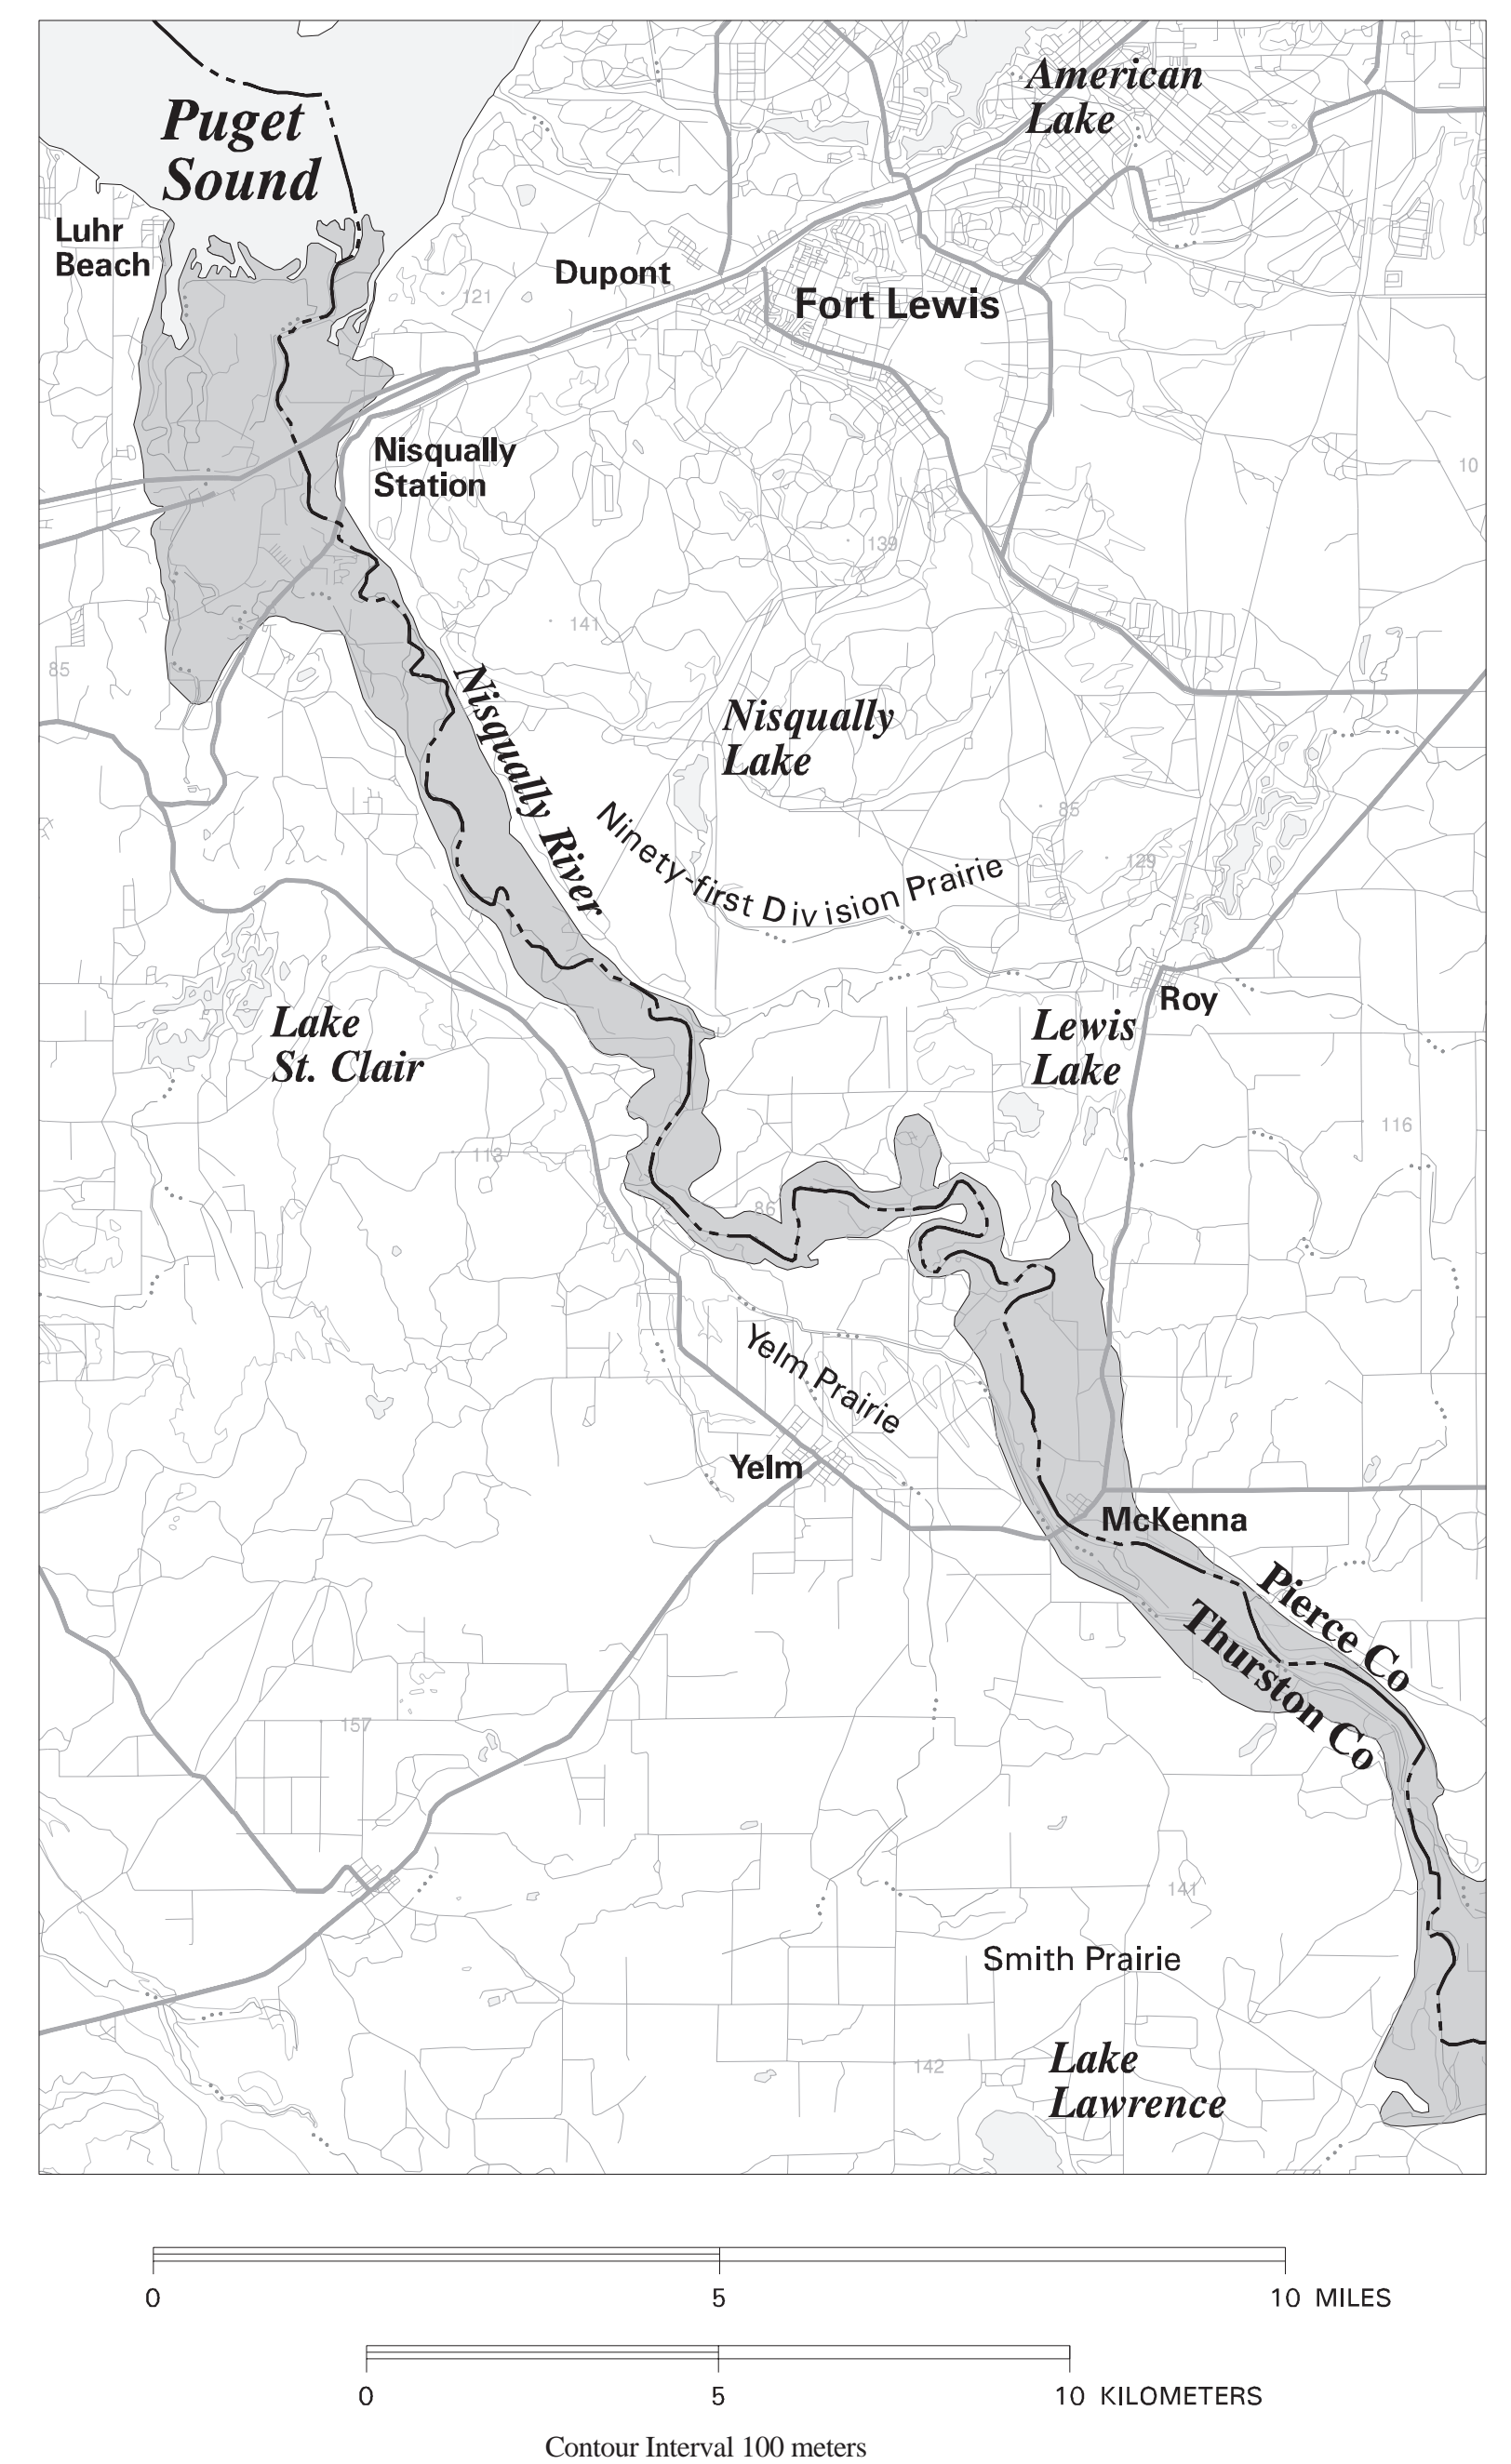 American
Lake
Puget
Sound
Luhr
Beach
Dupont
121
Fort Lewis
Nisqually
Station
10
139
141
85
Nisqually River
Nisqually
Lake
85
129
Ninety-first Division Prairie
Roy
Lake
St. Clair
Lewis
Lake
116
113
86
Yelm Prairie
Yelm
McKenna
Pierce Co
Thurston Co
157
141
Smith Prairie
142
Lake
Lawrence
0 5 10 MILES
0 5 10 KILOMETERS
Contour Interval 100 meters